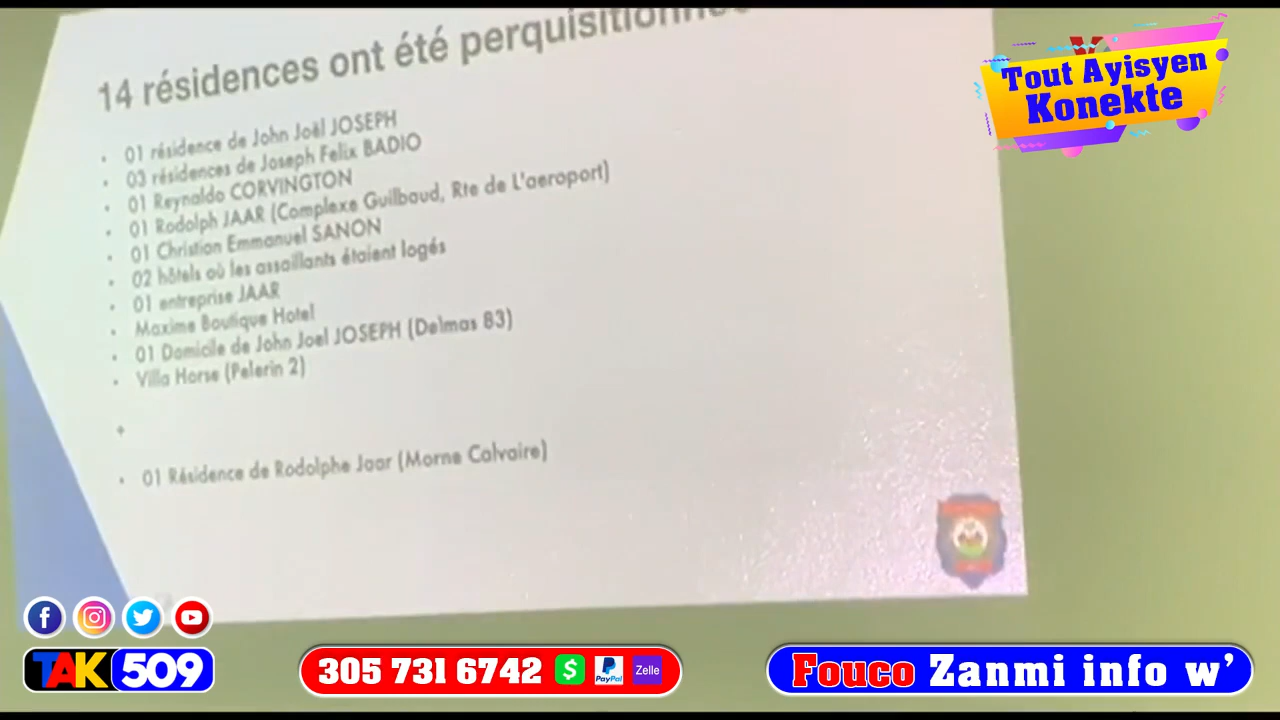 14 résidences ont été perquisitionnées
01 résidence de John Joël JOSEPH
03 résidences de Joseph Felix BADIO
01 Reynaldo CORVINGTON
01 Rodolph JAAR (Complexe Guilbaud, Rte de L'aeroport)
01 Christian Emmanuel SANON
02 hôtels où les assaillants étaient logés
01 entreprise JAAR
Maxime Boutique Hotel
01 Domicile de John Joel JOSEPH (Delmas 83)
Villa Horse (Pelerin 2)
+
01 Résidence de Rodolphe Jaar (Morne Calvaire)
Tout Ayisyen
Konekte
TAK 509
305 731 6742 $ PayPal Zelle
Fouco Zanmi info w'